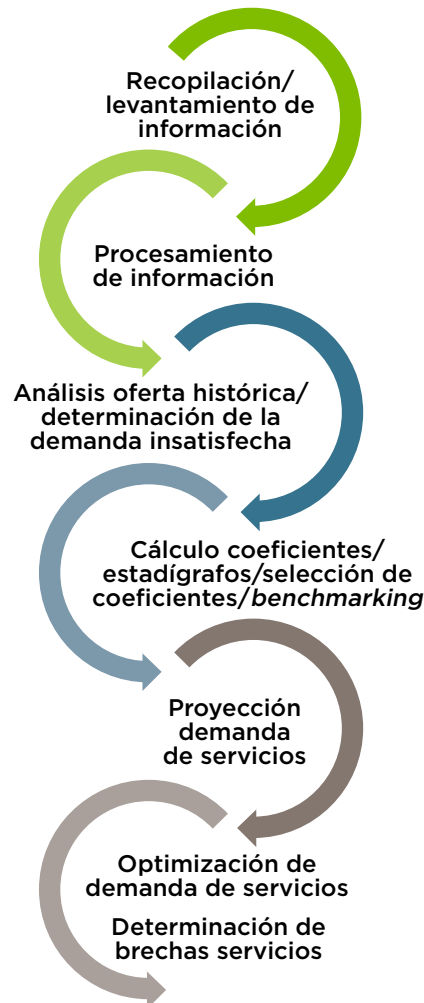 Recopilación/
levantamiento de
información
Procesamiento
de información
Análisis oferta histórica/
determinación de la
demanda insatisfecha
Cálculo coeficientes/
estadígrafos/selección de
coeficientes/benchmarking
Proyección
demanda
de servicios
Optimización de
demanda de servicios
Determinación de
brechas servicios